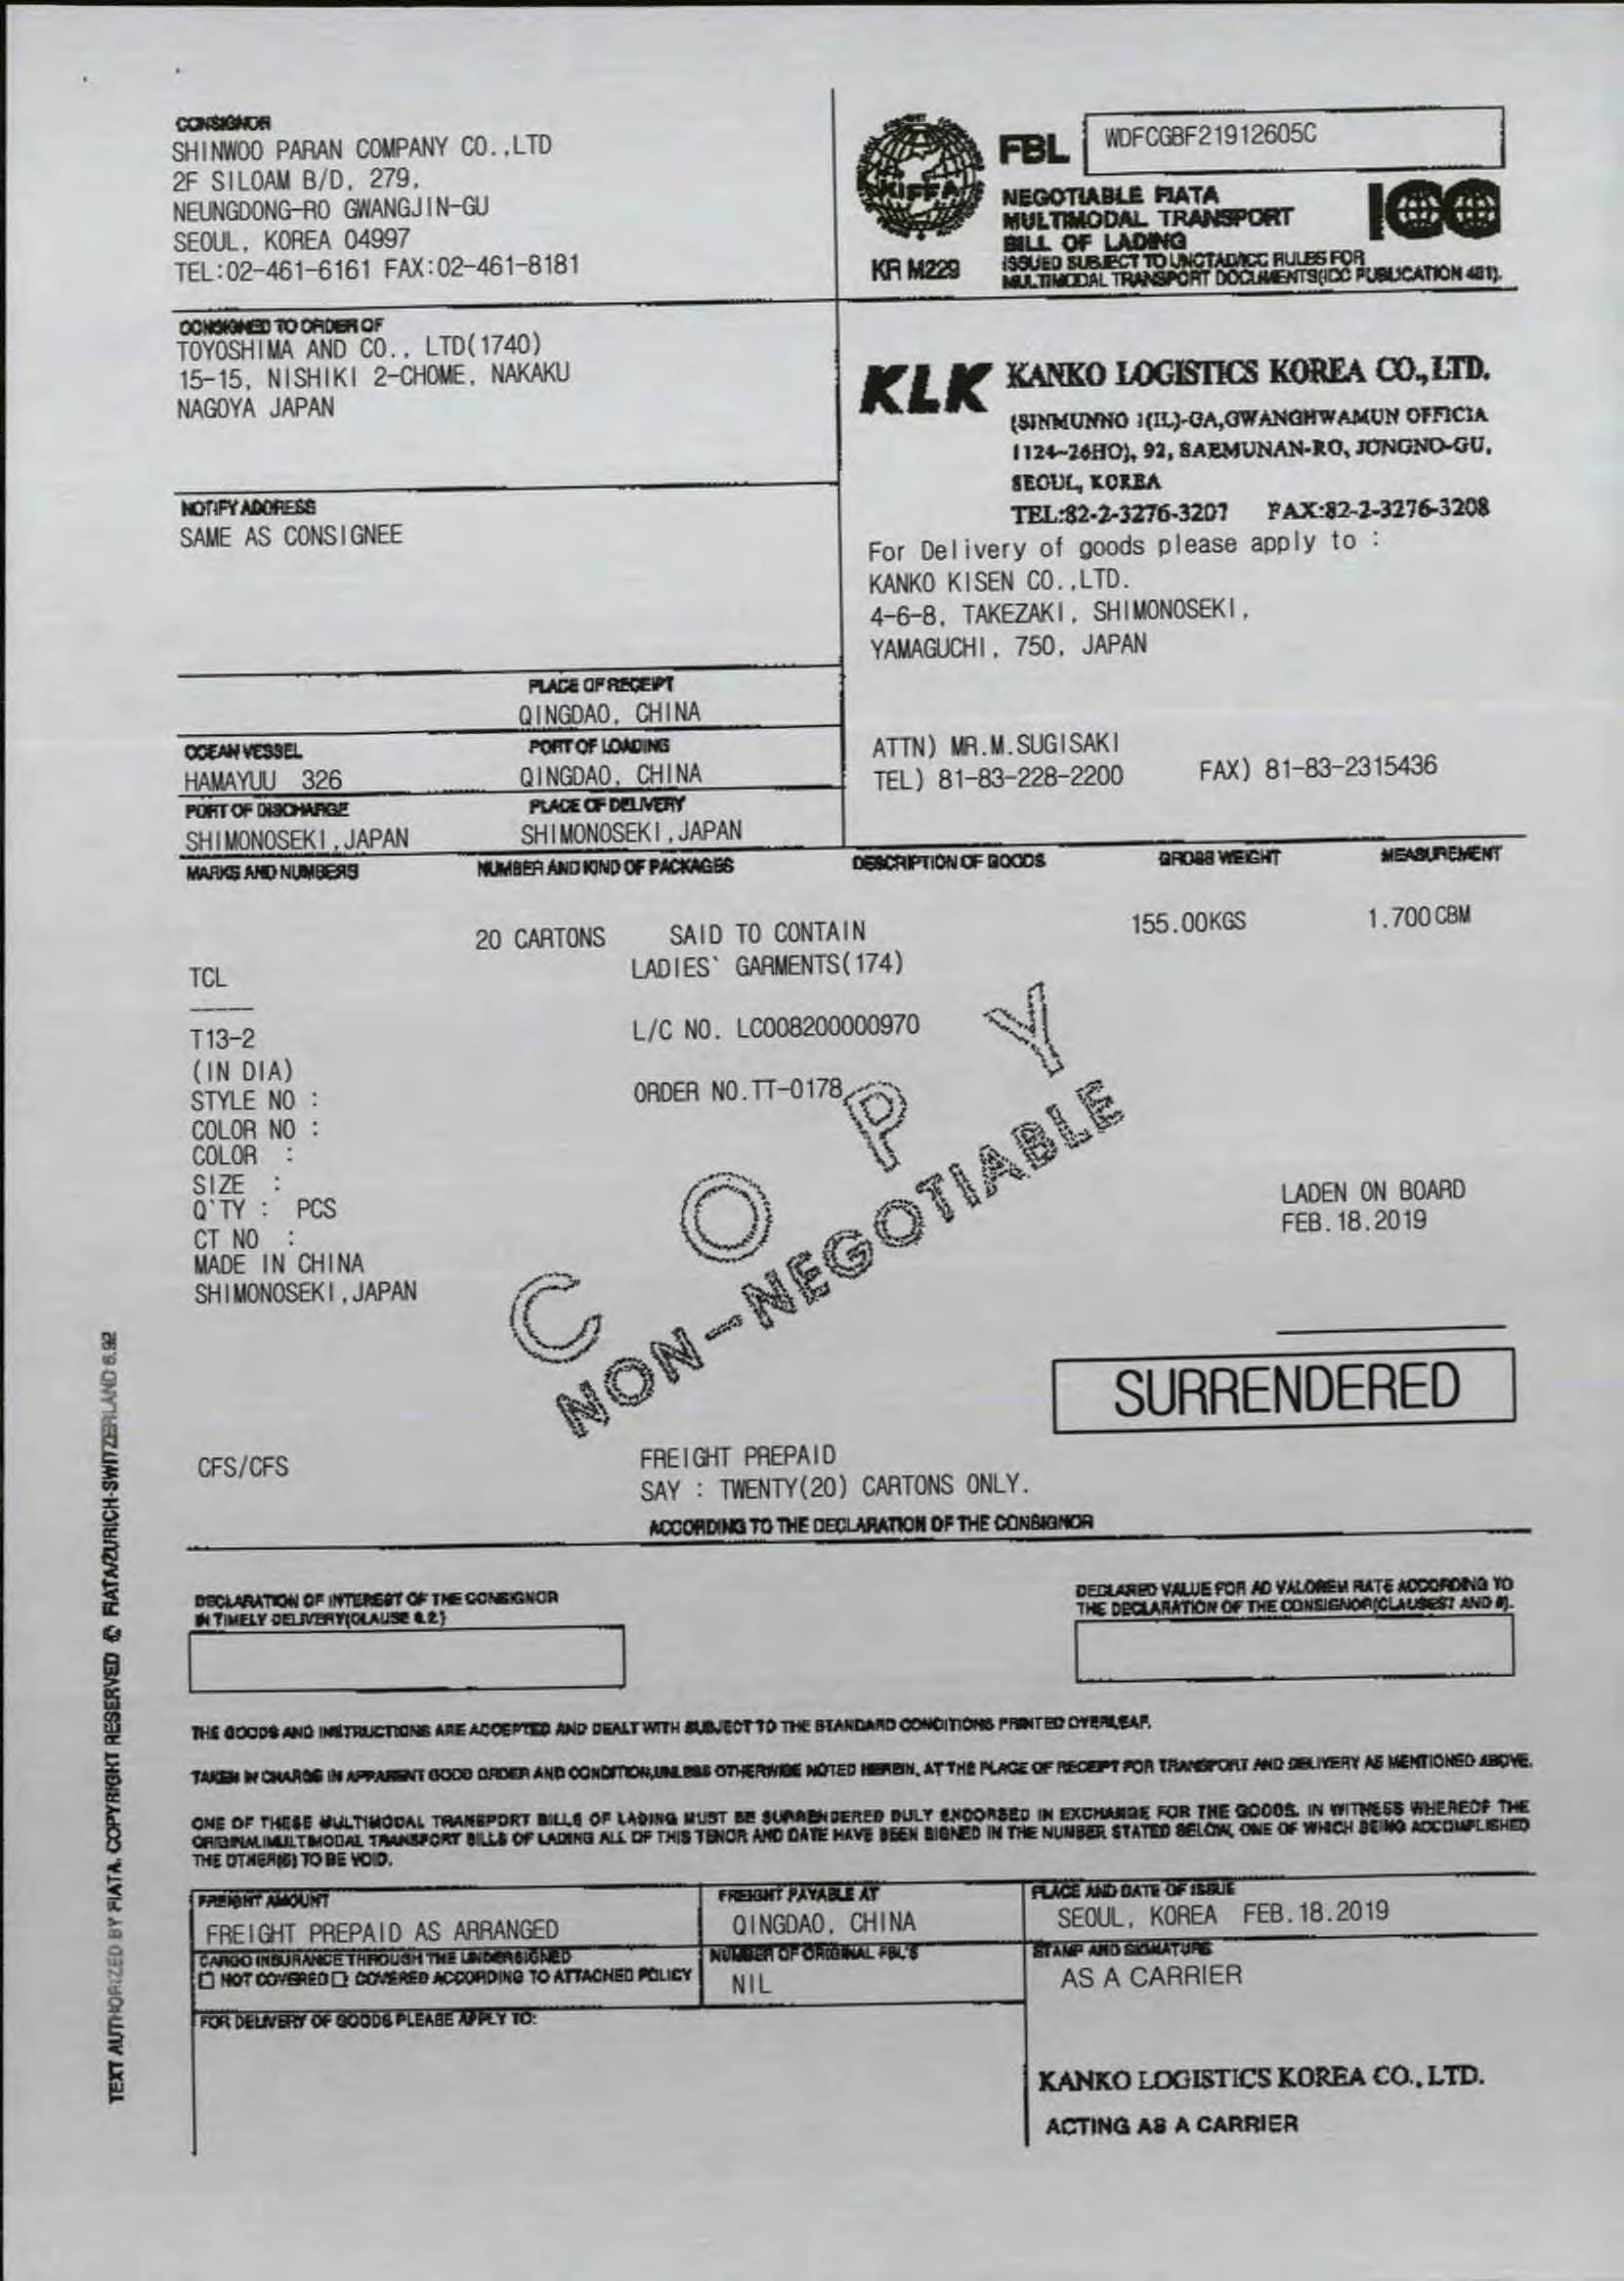 CONSIGNOR
SHINWOO PARAN COMPANY CO.,LTD
2F SILOAM B/D, 279,
NEUNGDONG-RO GWANGJIN-GU
SEOUL, KOREA 04997
TEL:02-461-6161 FAX:02-461-8181
KIFFA
KR M229
FBL
WDFCGBF21912605C
NEGOTIABLE FIATA
MULTIMODAL TRANSPORT
BILL OF LADING
ISSUED SUBJECT TO UNCTAD/ICC RULES FOR
MULTIMODAL TRANSPORT DOCUMENTS(ICC PUBLICATION 481).
ICC
CONSIGNED TO ORDER OF
TOYOSHIMA AND CO., LTD(1740)
15-15, NISHIKI 2-CHOME, NAKAKU
NAGOYA JAPAN
KLK KANKO LOGISTICS KOREA CO.,LTD.
(SINMUNNO 1(IL)-GA,GWANGHWAMUN OFFICIA
1124~26HO), 92, SAEMUNAN-RO, JONGNO-GU,
SEOUL, KOREA
TEL:82-2-3276-3207 FAX:82-2-3276-3208
NOTIFY ADDRESS
SAME AS CONSIGNEE
For Delivery of goods please apply to :
KANKO KISEN CO.,LTD.
4-6-8, TAKEZAKI, SHIMONOSEKI,
YAMAGUCHI, 750, JAPAN
ATTN) MR.M.SUGISAKI
TEL) 81-83-228-2200 FAX) 81-83-2315436
PLACE OF RECEIPT
QINGDAO, CHINA
OCEAN VESSEL PORT OF LOADING
HAMAYUU 326 QINGDAO, CHINA
PORT OF DISCHARGE PLACE OF DELIVERY
SHIMONOSEKI,JAPAN SHIMONOSEKI,JAPAN
MARKS AND NUMBERS NUMBER AND KIND OF PACKAGES DESCRIPTION OF GOODS GROSS WEIGHT MEASUREMENT
20 CARTONS SAID TO CONTAIN 155.00KGS 1.700CBM
TCL LADIES` GARMENTS(174)
-----
T13-2 L/C NO. LC008200000970
(IN DIA)
STYLE NO : ORDER NO.TT-0178
COLOR NO :
COLOR :
SIZE :
Q`TY : PCS
CT NO :
MADE IN CHINA
SHIMONOSEKI,JAPAN
COPY
NON-NEGOTIABLE
LADEN ON BOARD
FEB.18.2019
SURRENDERED
CFS/CFS FREIGHT PREPAID
SAY : TWENTY(20) CARTONS ONLY.
ACCORDING TO THE DECLARATION OF THE CONSIGNOR
DECLARATION OF INTEREST OF THE CONSIGNOR
IN TIMELY DELIVERY(CLAUSE 6.2.)
DECLARED VALUE FOR AD VALOREM RATE ACCORDING TO
THE DECLARATION OF THE CONSIGNOR(CLAUSES7 AND 8).
THE GOODS AND INSTRUCTIONS ARE ACCEPTED AND DEALT WITH SUBJECT TO THE STANDARD CONDITIONS PRINTED OVERLEAF.
TAKEN IN CHARGE IN APPARENT GOOD ORDER AND CONDITION,UNLESS OTHERWISE NOTED HEREIN, AT THE PLACE OF RECEIPT FOR TRANSPORT AND DELIVERY AS MENTIONED ABOVE.
ONE OF THESE MULTIMODAL TRANSPORT BILLS OF LADING MUST BE SURRENDERED DULY ENDORSED IN EXCHANGE FOR THE GOODS. IN WITNESS WHEREOF THE
ORIGINAL MULTIMODAL TRANSPORT BILLS OF LADING ALL OF THIS TENOR AND DATE HAVE BEEN SIGNED IN THE NUMBER STATED BELOW, ONE OF WHICH BEING ACCOMPLISHED
THE OTHER(S) TO BE VOID.
FREIGHT AMOUNT FREIGHT PAYABLE AT PLACE AND DATE OF ISSUE
FREIGHT PREPAID AS ARRANGED QINGDAO, CHINA SEOUL, KOREA FEB.18.2019
CARGO INSURANCE THROUGH THE UNDERSIGNED NUMBER OF ORIGINAL FBL'S STAMP AND SIGNATURE
NOT COVERED COVERED ACCORDING TO ATTACHED POLICY NIL AS A CARRIER
FOR DELIVERY OF GOODS PLEASE APPLY TO:
KANKO LOGISTICS KOREA CO., LTD.
ACTING AS A CARRIER
TEXT AUTHORIZED BY FIATA. COPYRIGHT RESERVED © FIATA/ZURICH-SWITZERLAND 6.92